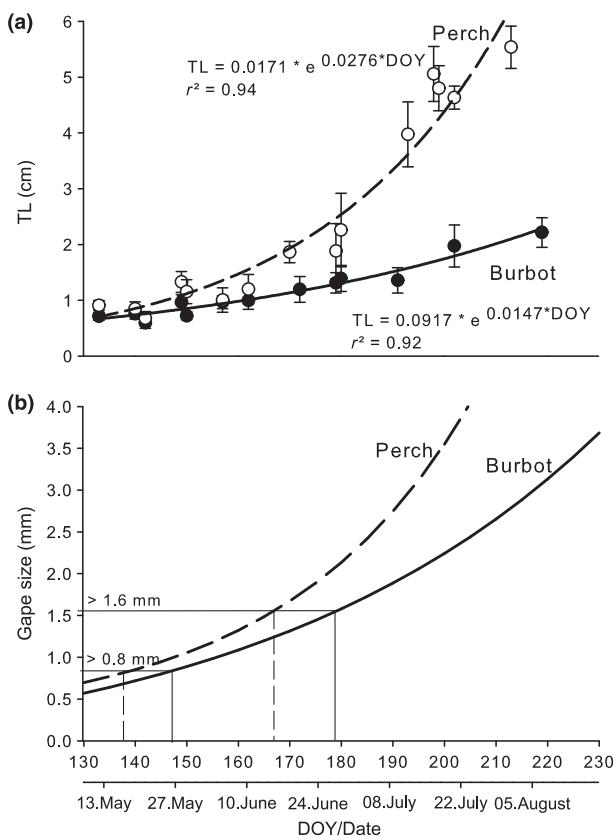 (a)
6
5
4
3
2
1
0
TL (cm)
Perch
TL = 0.0171 * e 0.0276*DOY
r² = 0.94
Burbot
TL = 0.0917 * e 0.0147*DOY
r² = 0.92
(b)
4.0
3.5
3.0
2.5
2.0
1.5
1.0
0.5
0.0
Gape size (mm)
Perch
Burbot
> 1.6 mm
> 0.8 mm
130 140 150 160 170 180 190 200 210 220 230
13.May 27.May 10.June 24.June 08.July 22.July 05.August
DOY/Date